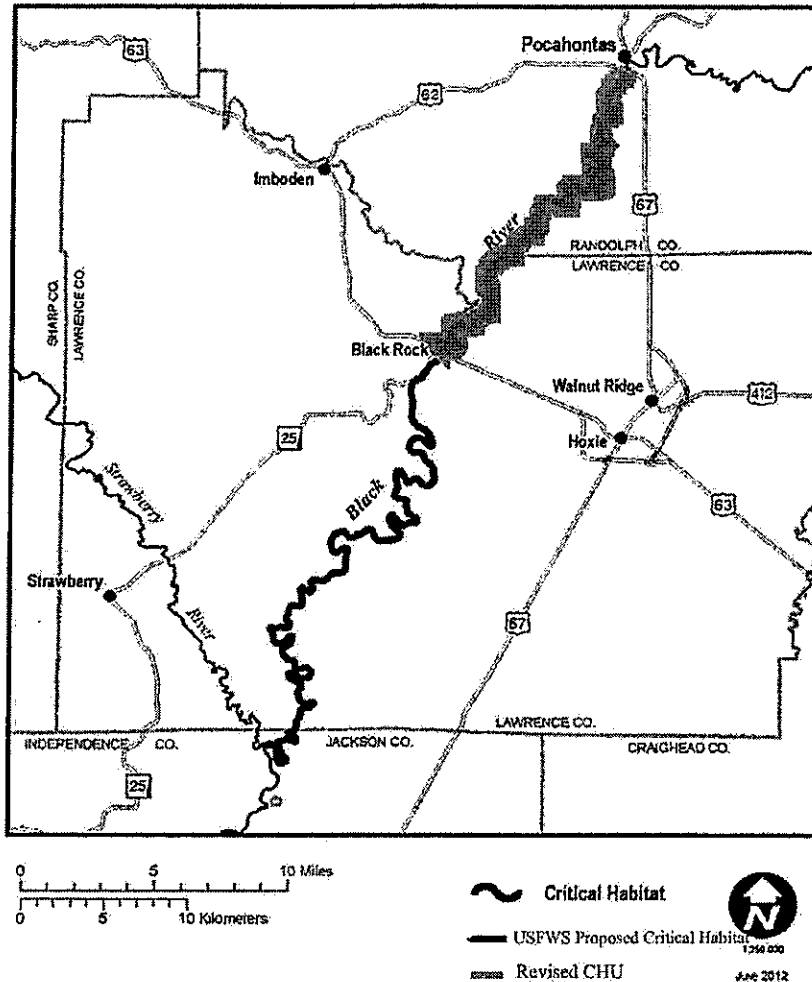 Pocahontas
63
62
Imboden
67
River
RANDOLPH CO.
LAWRENCE CO.
SHARP CO.
LAWRENCE CO.
Black Rock
Walnut Ridge
412
Hoxie
25
Strawberry
Black
63
Strawberry
River
67
LAWRENCE CO.
INDEPENDENCE CO.
JACKSON CO.
CRAIGHEAD CO.
25
0 5 10 Miles
0 5 10 Kilometers
Critical Habitat
N
USFWS Proposed Critical Habitat
Revised CHU
June 2012